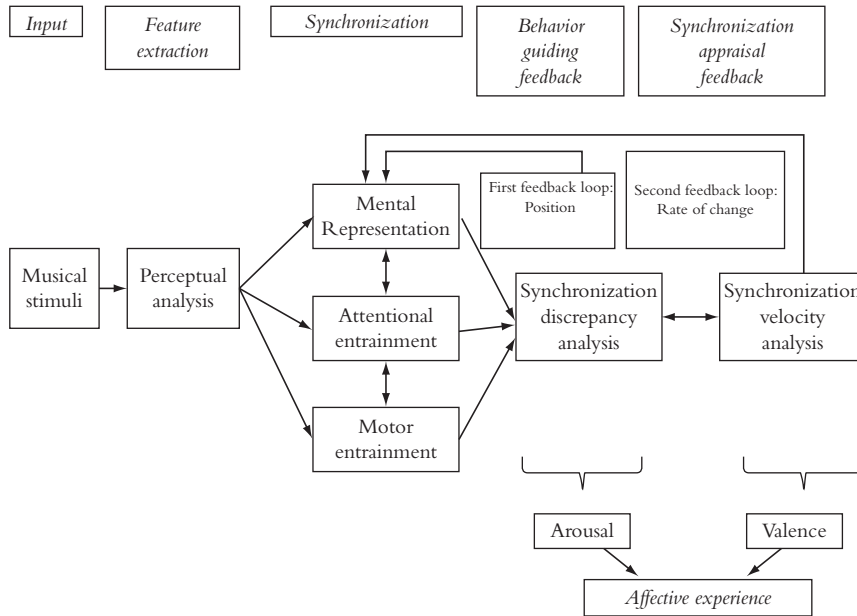 Input
Feature
extraction
Synchronization
Behavior
guiding
feedback
Synchronization
appraisal
feedback
First feedback loop:
Position
Second feedback loop:
Rate of change
Mental
Representation
Musical
stimuli
Perceptual
analysis
Attentional
entrainment
Synchronization
discrepancy
analysis
Synchronization
velocity
analysis
Motor
entrainment
Arousal
Valence
Affective experience